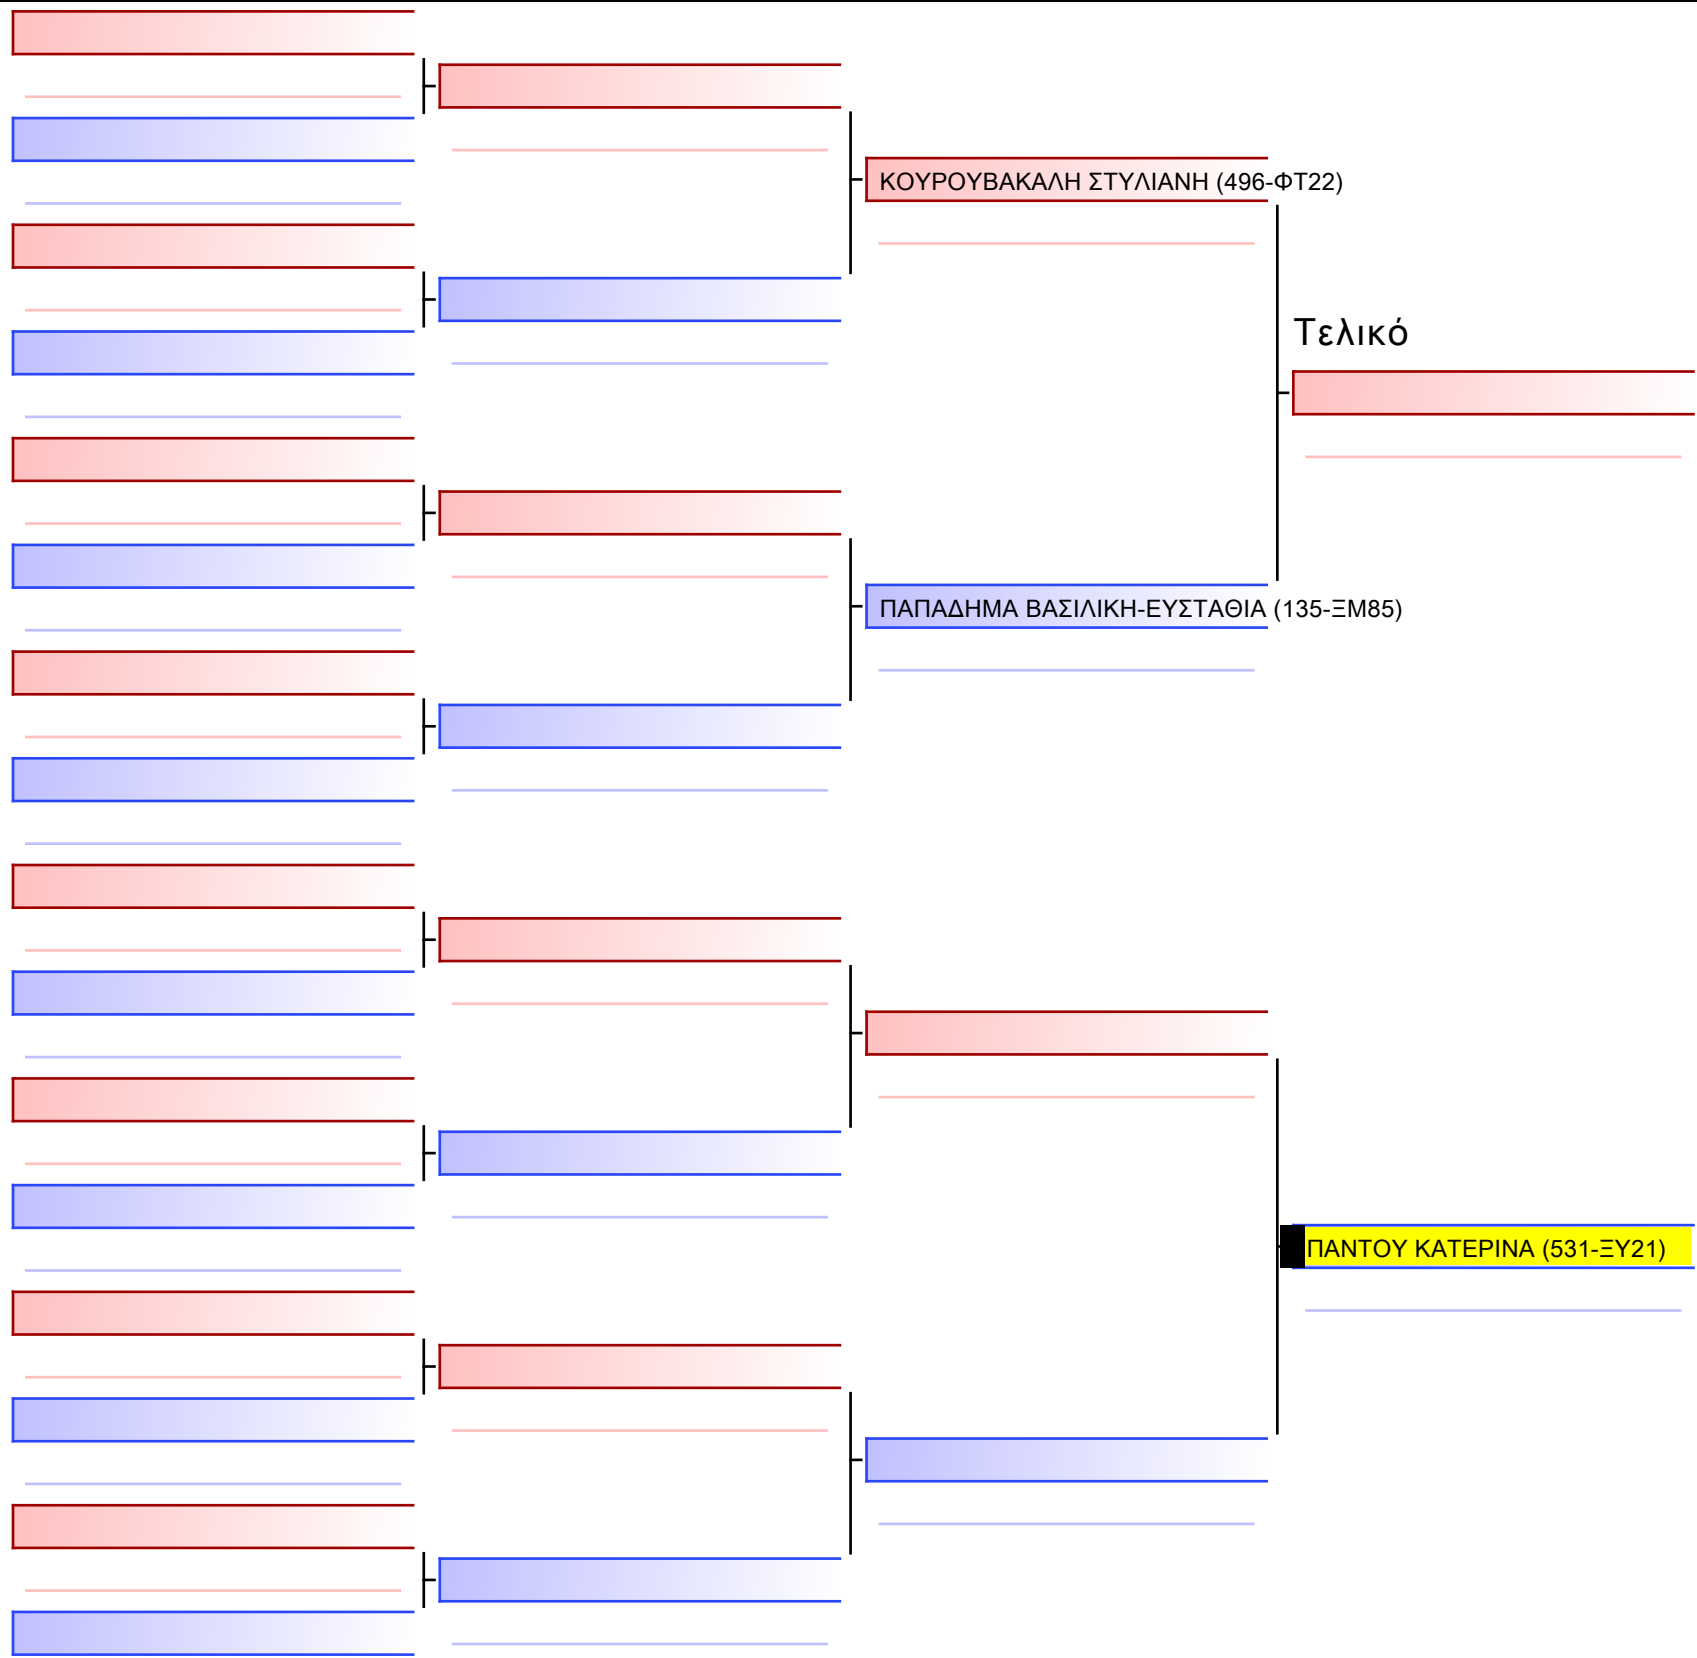 ΚΟΥΡΟΥΒΑΚΑΛΗ ΣΤΥΛΙΑΝΗ (496-ΦΤ22)
Τελικό
ΠΑΠΑΔΗΜΑ ΒΑΣΙΛΙΚΗ-ΕΥΣΤΑΘΙΑ (135-ΞΜ85)
ΠΑΝΤΟΥ ΚΑΤΕΡΙΝΑ (531-ΞΥ21)